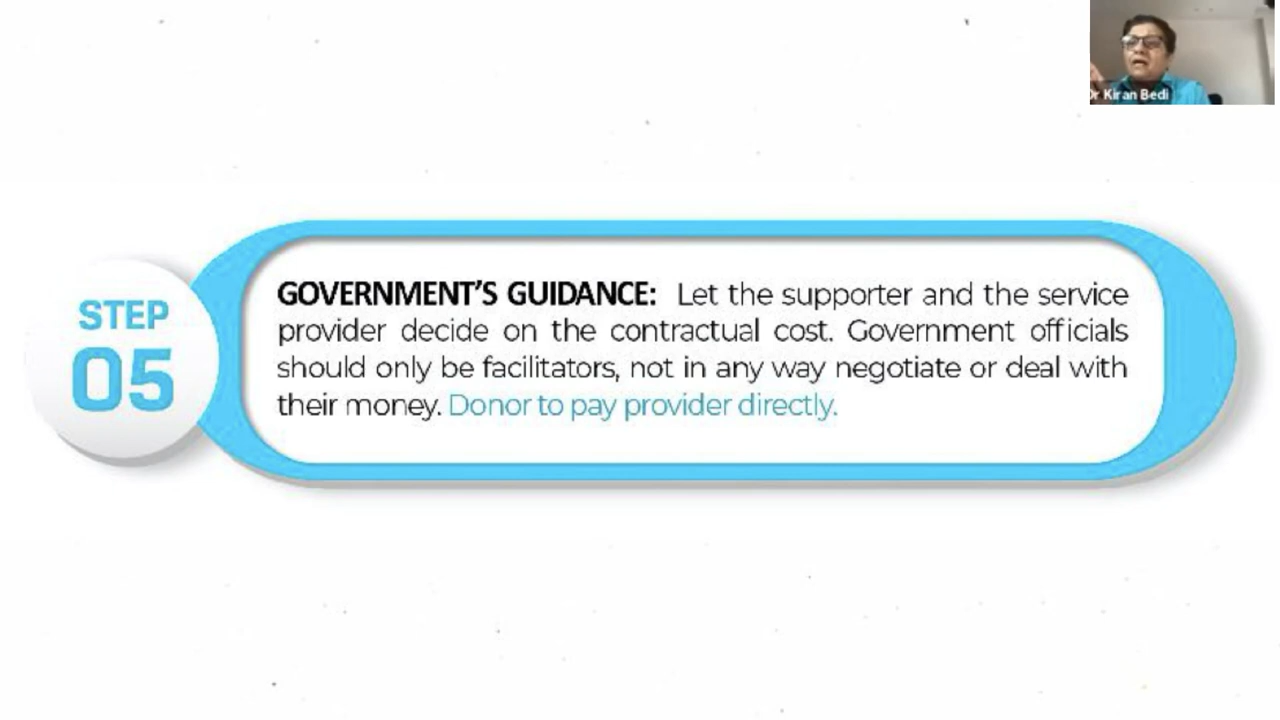 Dr Kiran Bedi
STEP
05
GOVERNMENT'S GUIDANCE: Let the supporter and the service
provider decide on the contractual cost. Government officials
should only be facilitators, not in any way negotiate or deal with
their money. Donor to pay provider directly.